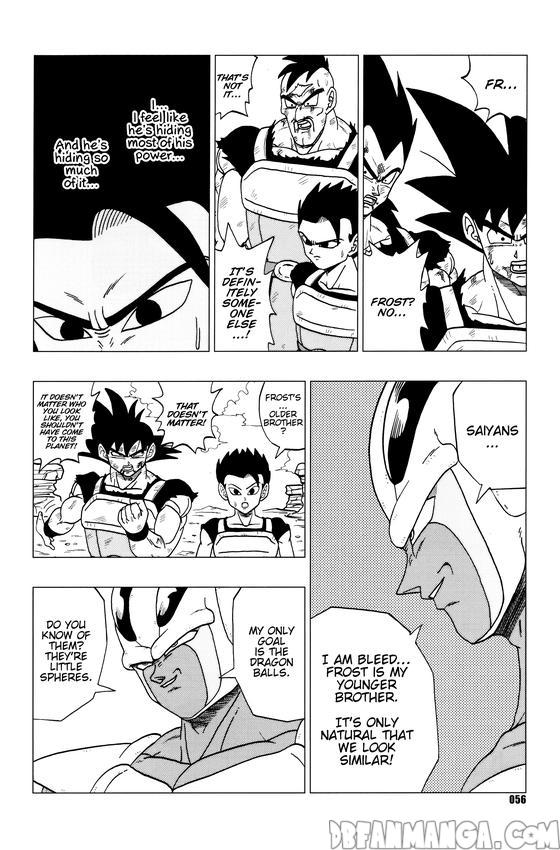 FR...
FROST?
NO...
THAT'S
NOT
IT...
IT'S
DEFIN-
ITELY
SOME-
ONE
ELSE
...!
I...
I feel like
he's hiding
most of his
power...
And he's
hiding so
much
of it...
SAIYANS
...
I AM BLEED...
FROST IS MY
YOUNGER
BROTHER.
IT'S ONLY
NATURAL THAT
WE LOOK
SIMILAR!
FROST'S
...
OLDER
BROTHER
?
THAT
DOESN'T
MATTER!
IT DOESN'T
MATTER WHO
YOU LOOK
LIKE, YOU
SHOULDN'T
HAVE COME
TO THIS
PLANET!
MY ONLY
GOAL
IS THE
DRAGON
BALLS.
DO YOU
KNOW OF
THEM?
THEY'RE
LITTLE
SPHERES.
056
DBFANMANGA.COM